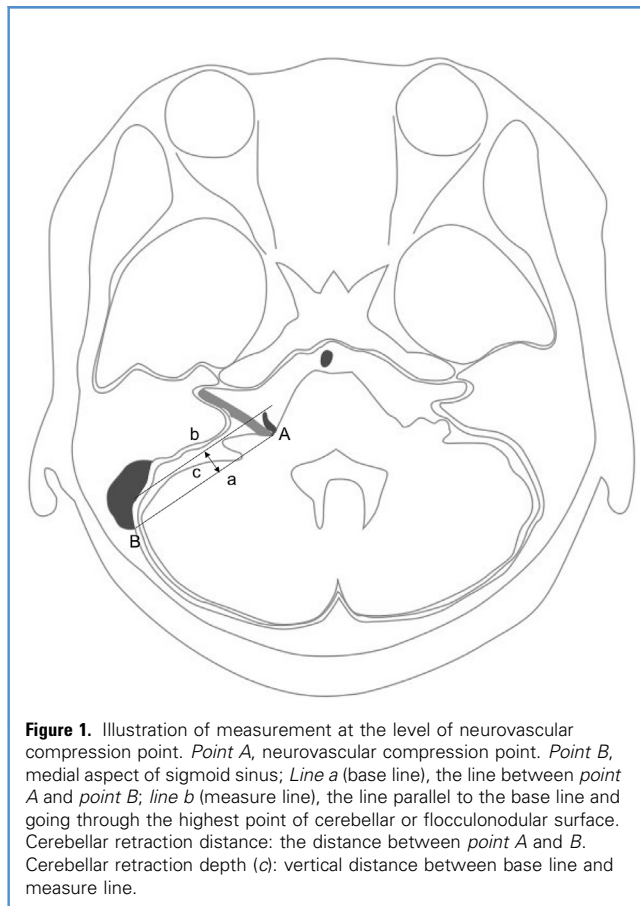 A
b
c
a
B
Figure 1. Illustration of measurement at the level of neurovascular
compression point. Point A, neurovascular compression point. Point B,
medial aspect of sigmoid sinus; Line a (base line), the line between point
A and point B; line b (measure line), the line parallel to the base line and
going through the highest point of cerebellar or flocculonodular surface.
Cerebellar retraction distance: the distance between point A and B.
Cerebellar retraction depth (c): vertical distance between base line and
measure line.